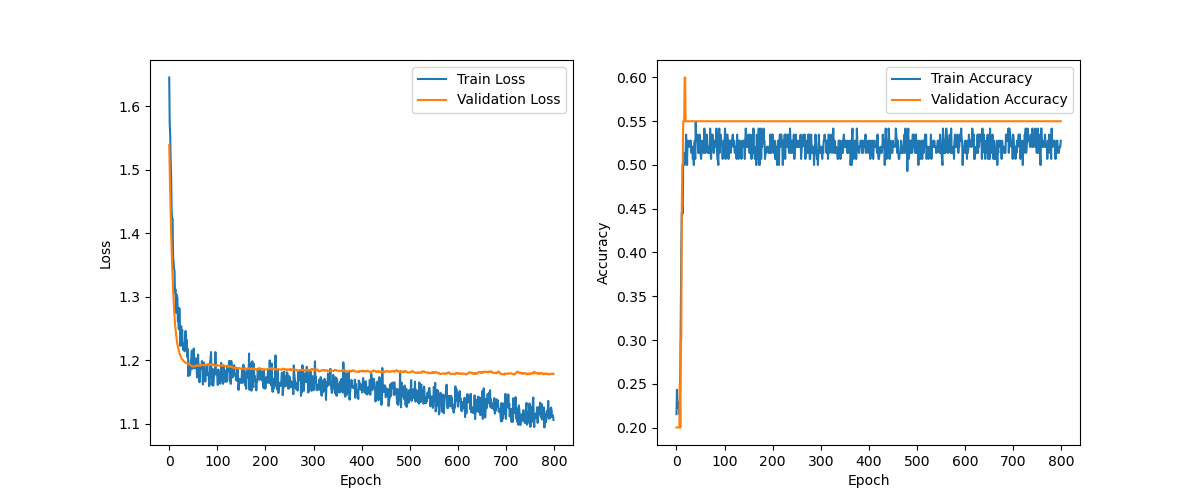 Train Loss
Validation Loss
1.6
1.5
1.4
1.3
1.2
1.1
Loss
0 100 200 300 400 500 600 700 800
Epoch
Train Accuracy
Validation Accuracy
0.60
0.55
0.50
0.45
0.40
0.35
0.30
0.25
0.20
Accuracy
0 100 200 300 400 500 600 700 800
Epoch